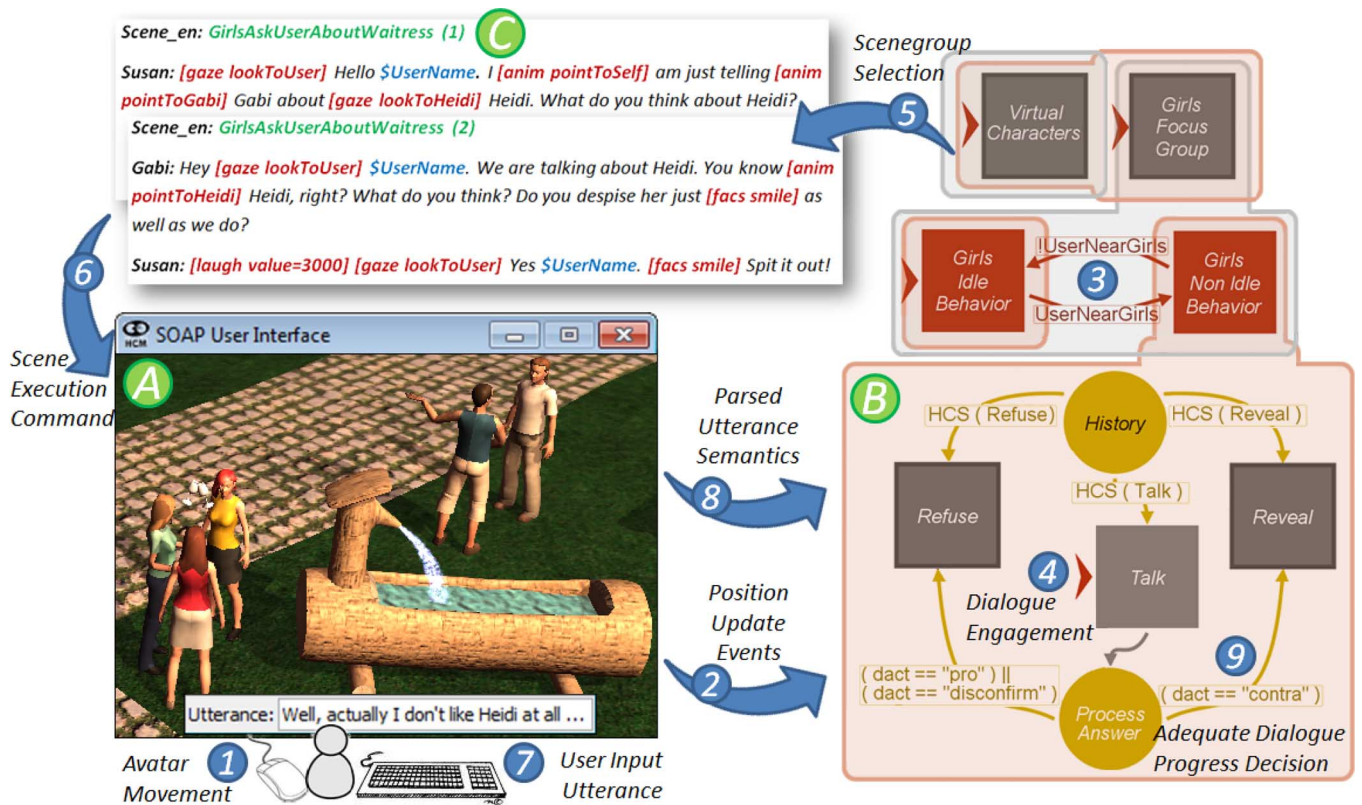 Scene_en: GirlsAskUserAboutWaitress (1)
C
Susan: [gaze lookToUser] Hello $UserName. I [anim pointToSelf] am just telling [anim
pointToGabi] Gabi about [gaze lookToHeidi] Heidi. What do you think about Heidi?
Scene_en: GirlsAskUserAboutWaitress (2)
Gabi: Hey [gaze lookToUser] $UserName. We are talking about Heidi. You know [anim
pointToHeidi] Heidi, right? What do you think? Do you despise her just [facs smile] as
well as we do?
Susan: [laugh value=3000] [gaze lookToUser] Yes $UserName. [facs smile] Spit it out!
Scenegroup
Selection
5
Virtual
Characters
Girls
Focus
Group
Girls
Idle
Behavior
!UserNearGirls
3
UserNearGirls
Girls
Non Idle
Behavior
6
Scene
Execution
Command
HCM
SOAP User Interface
A
Utterance: Well, actually I don't like Heidi at all ...
Avatar
Movement
1
7
User Input
Utterance
Parsed
Utterance
Semantics
8
Position
Update
Events
2
B
HCS ( Refuse)
History
HCS ( Reveal )
HCS ( Talk )
Refuse
Reveal
4
Talk
Dialogue
Engagement
9
( dact == "pro" ) ||
( dact == "disconfirm" )
( dact == "contra" )
Process
Answer
Adequate Dialogue
Progress Decision